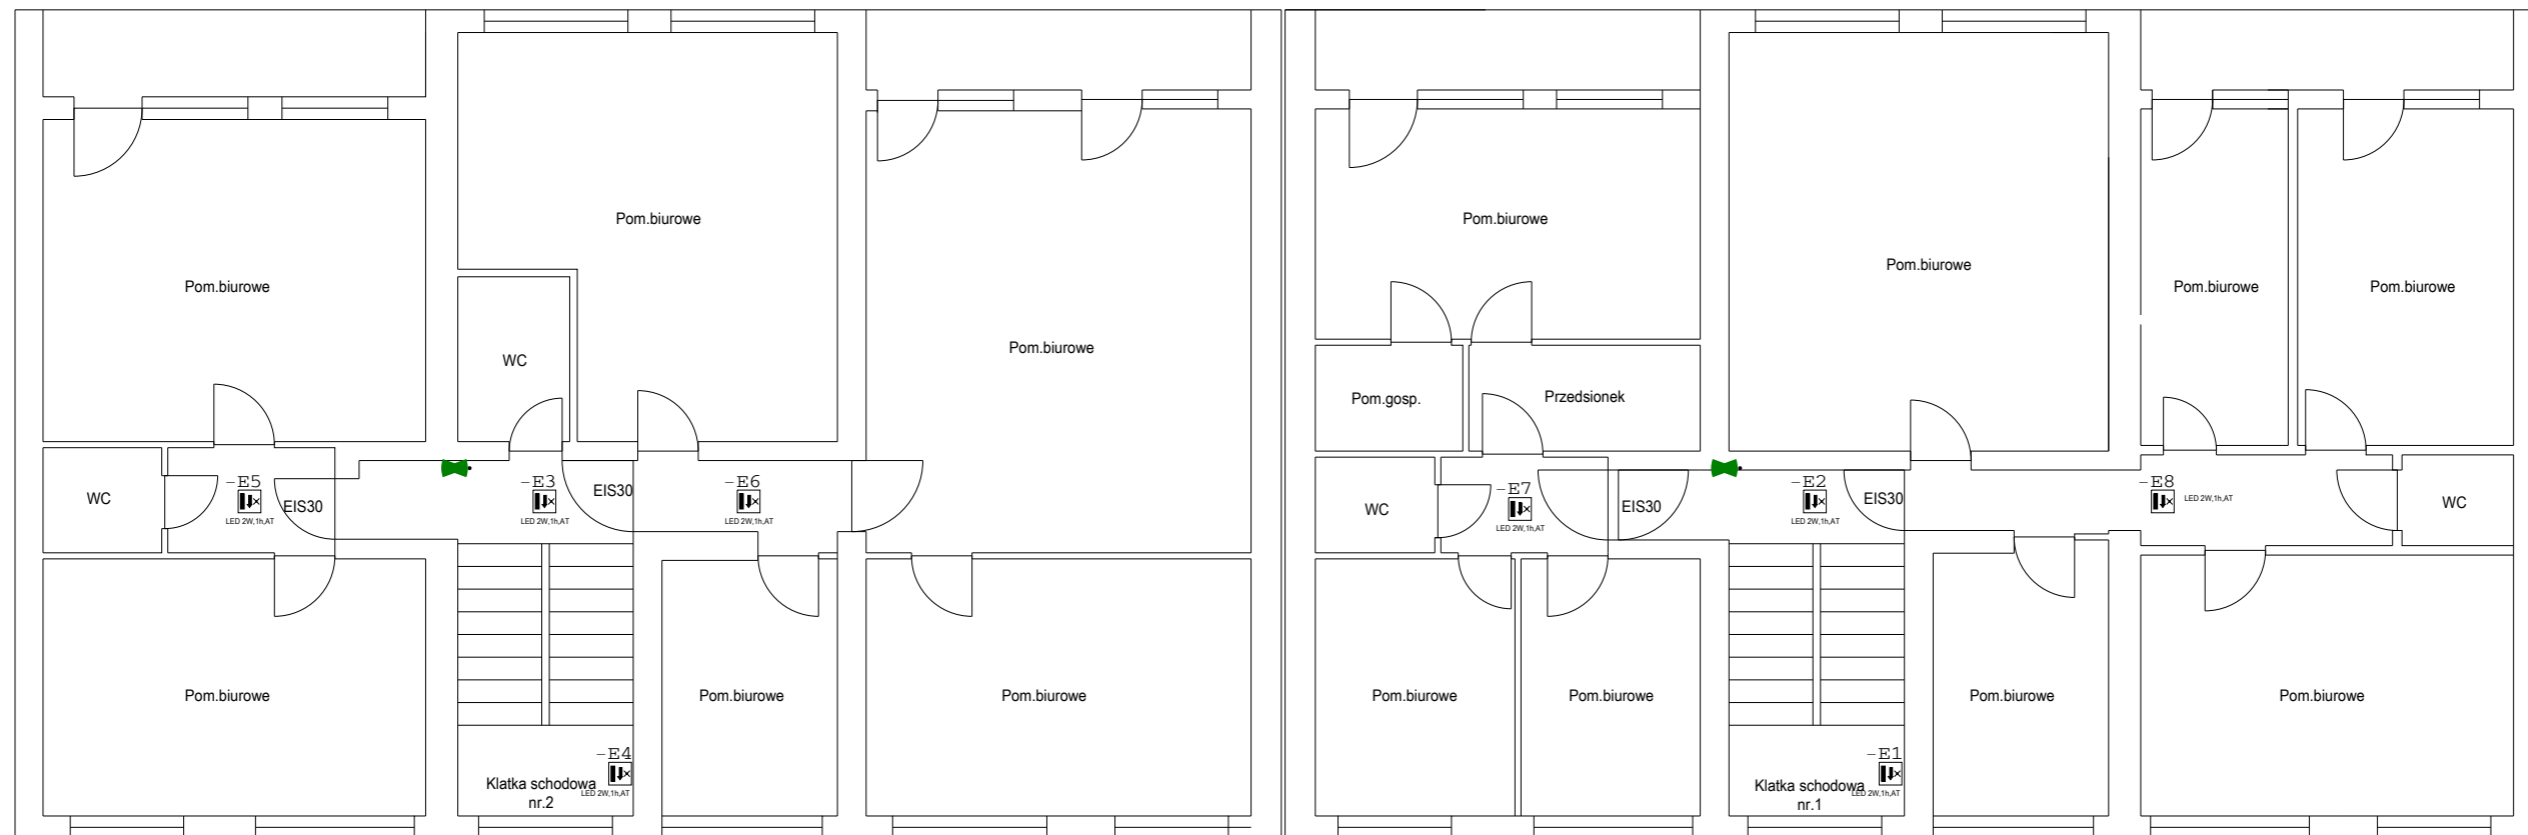 Pom.biurowe
Pom.biurowe
Pom.biurowe
Pom.biurowe
Pom.biurowe
Pom.biurowe
Pom.biurowe
Pom.biurowe
WC
Pom.gosp.
Przedsionek
WC
-E5
LED 2W,1h,AT
EIS30
-E3
LED 2W,1h,AT
EIS30
-E6
LED 2W,1h,AT
WC
-E7
LED 2W,1h,AT
EIS30
-E2
LED 2W,1h,AT
EIS30
-E8
LED 2W,1h,AT
WC
Pom.biurowe
Pom.biurowe
Pom.biurowe
Pom.biurowe
Pom.biurowe
Pom.biurowe
Pom.biurowe
-E4
Klatka schodowa
nr.2
LED 2W,1h,AT
-E1
Klatka schodowa
nr.1
LED 2W,1h,AT